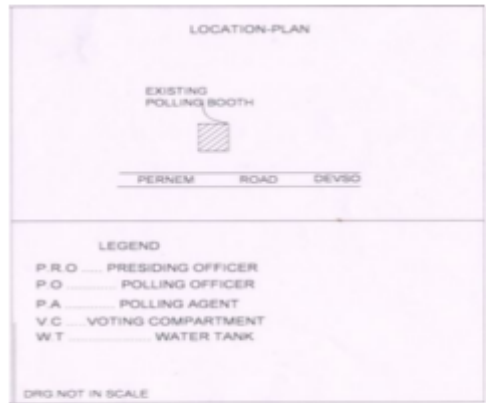 LOCATION-PLAN
EXISTING
POLLING BOOTH
PERNEM ROAD DEVSO
LEGEND
P.R.O ..... PRESIDING OFFICER
P.O ............. POLLING OFFICER
P.A ............. POLLING AGENT
V.C .... VOTING COMPARTMENT
W.T ..................... WATER TANK
DRG.NOT IN SCALE